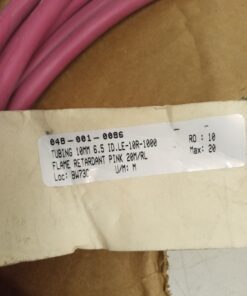 048-001-0086
TUBING 10MM 6.5 ID.LE-10R-1000
FLAME RETARDANT PINK 20M/RL
Loc: BW73C U/M: M
RO: 10
Max: 20